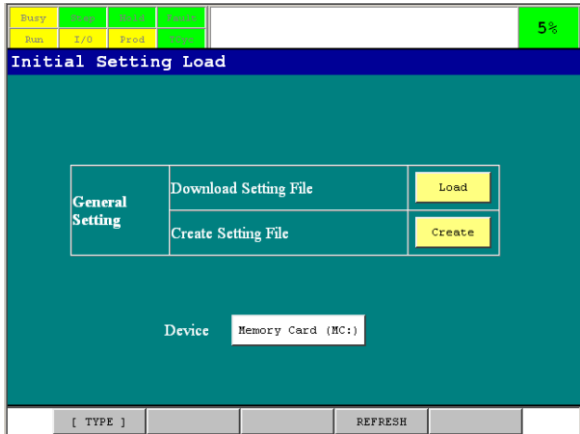 Busy Step Hold Fault
Run I/O Prod TCyc
5%
Initial Setting Load
General Setting
Download Setting File Load
Create Setting File Create
Device Memory Card (MC:)
[ TYPE ] REFRESH